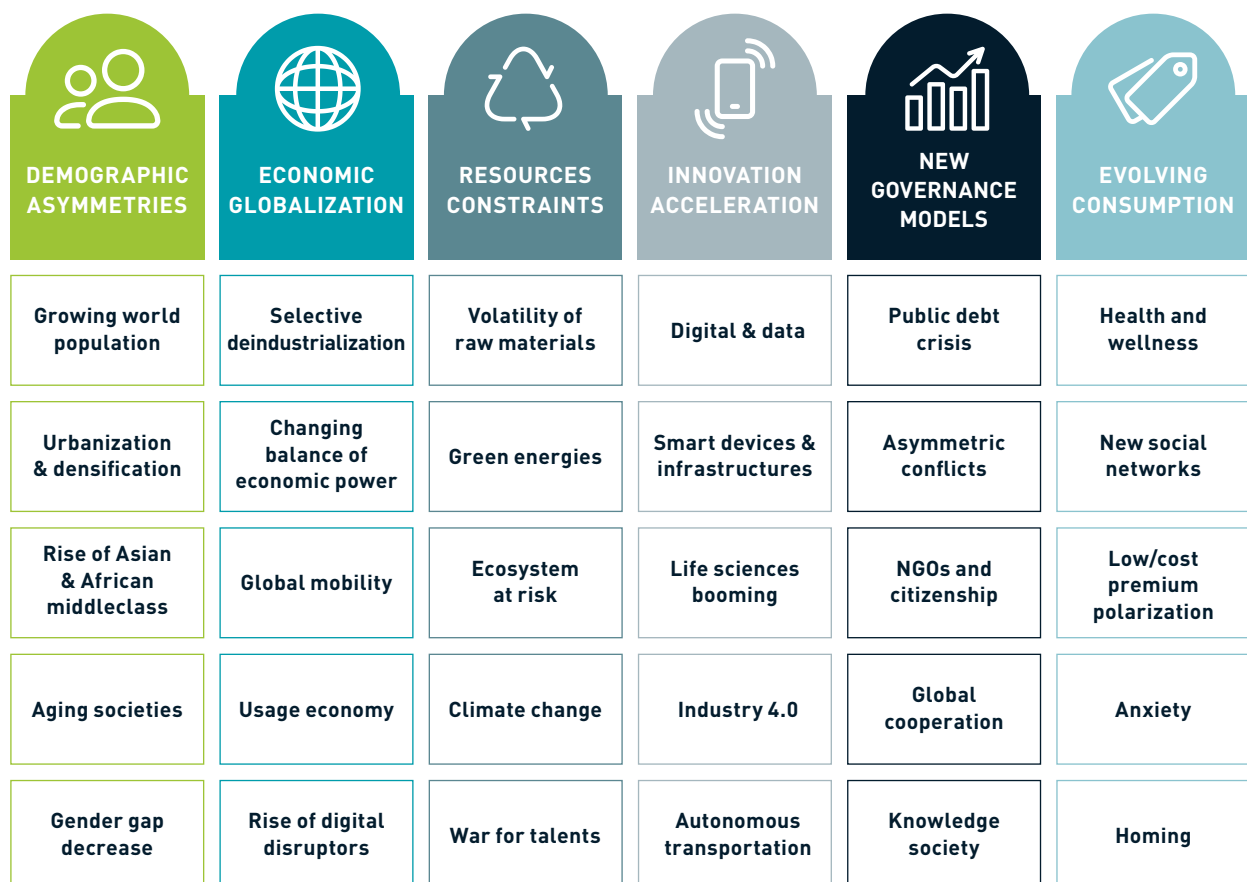 DEMOGRAPHIC
ASYMMETRIES
ECONOMIC
GLOBALIZATION
RESOURCES
CONSTRAINTS
INNOVATION
ACCELERATION
NEW
GOVERNANCE
MODELS
EVOLVING
CONSUMPTION
Growing world
population
Selective
deindustrialization
Volatility of
raw materials
Digital & data
Public debt
crisis
Health and
wellness
Urbanization
& densification
Changing
balance of
economic power
Green energies
Smart devices &
infrastructures
Asymmetric
conflicts
New social
networks
Rise of Asian
& African
middleclass
Global mobility
Ecosystem
at risk
Life sciences
booming
NGOs and
citizenship
Low/cost
premium
polarization
Aging societies
Usage economy
Climate change
Industry 4.0
Global
cooperation
Anxiety
Gender gap
decrease
Rise of digital
disruptors
War for talents
Autonomous
transportation
Knowledge
society
Homing